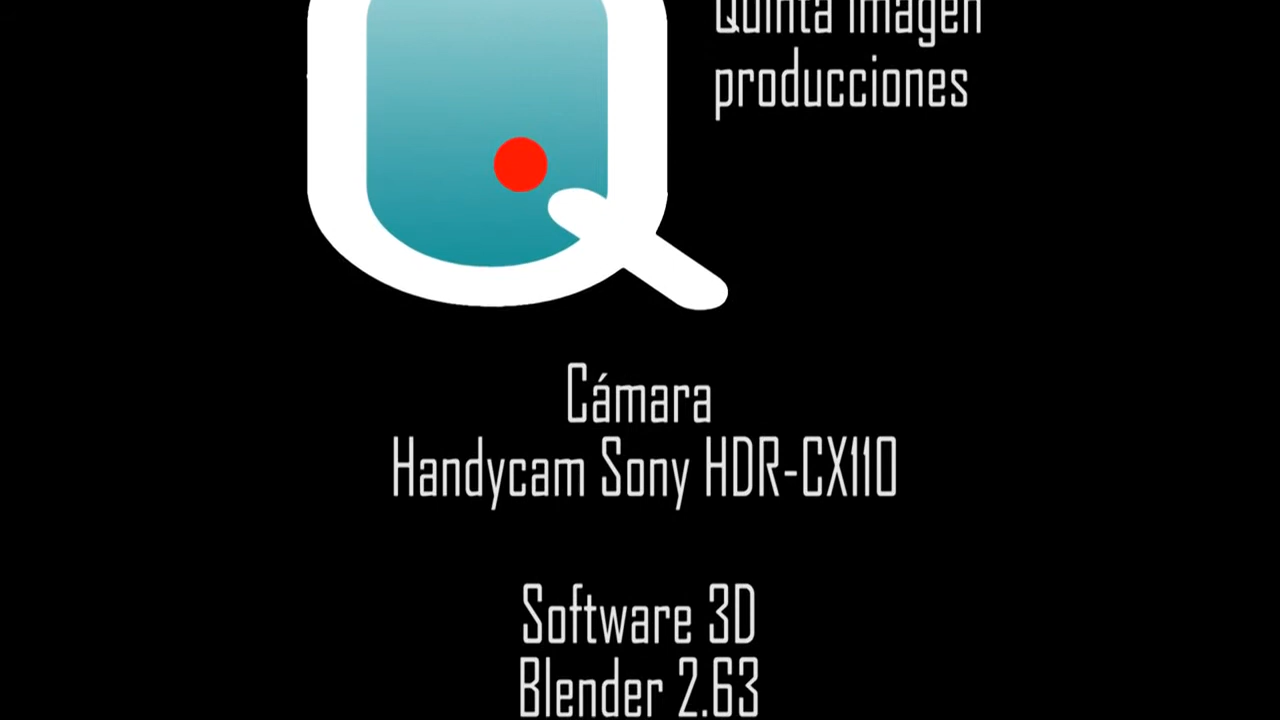 Quinta imagen
producciones
Cámara
Handycam Sony HDR-CX110
Software 3D
Blender 2.63